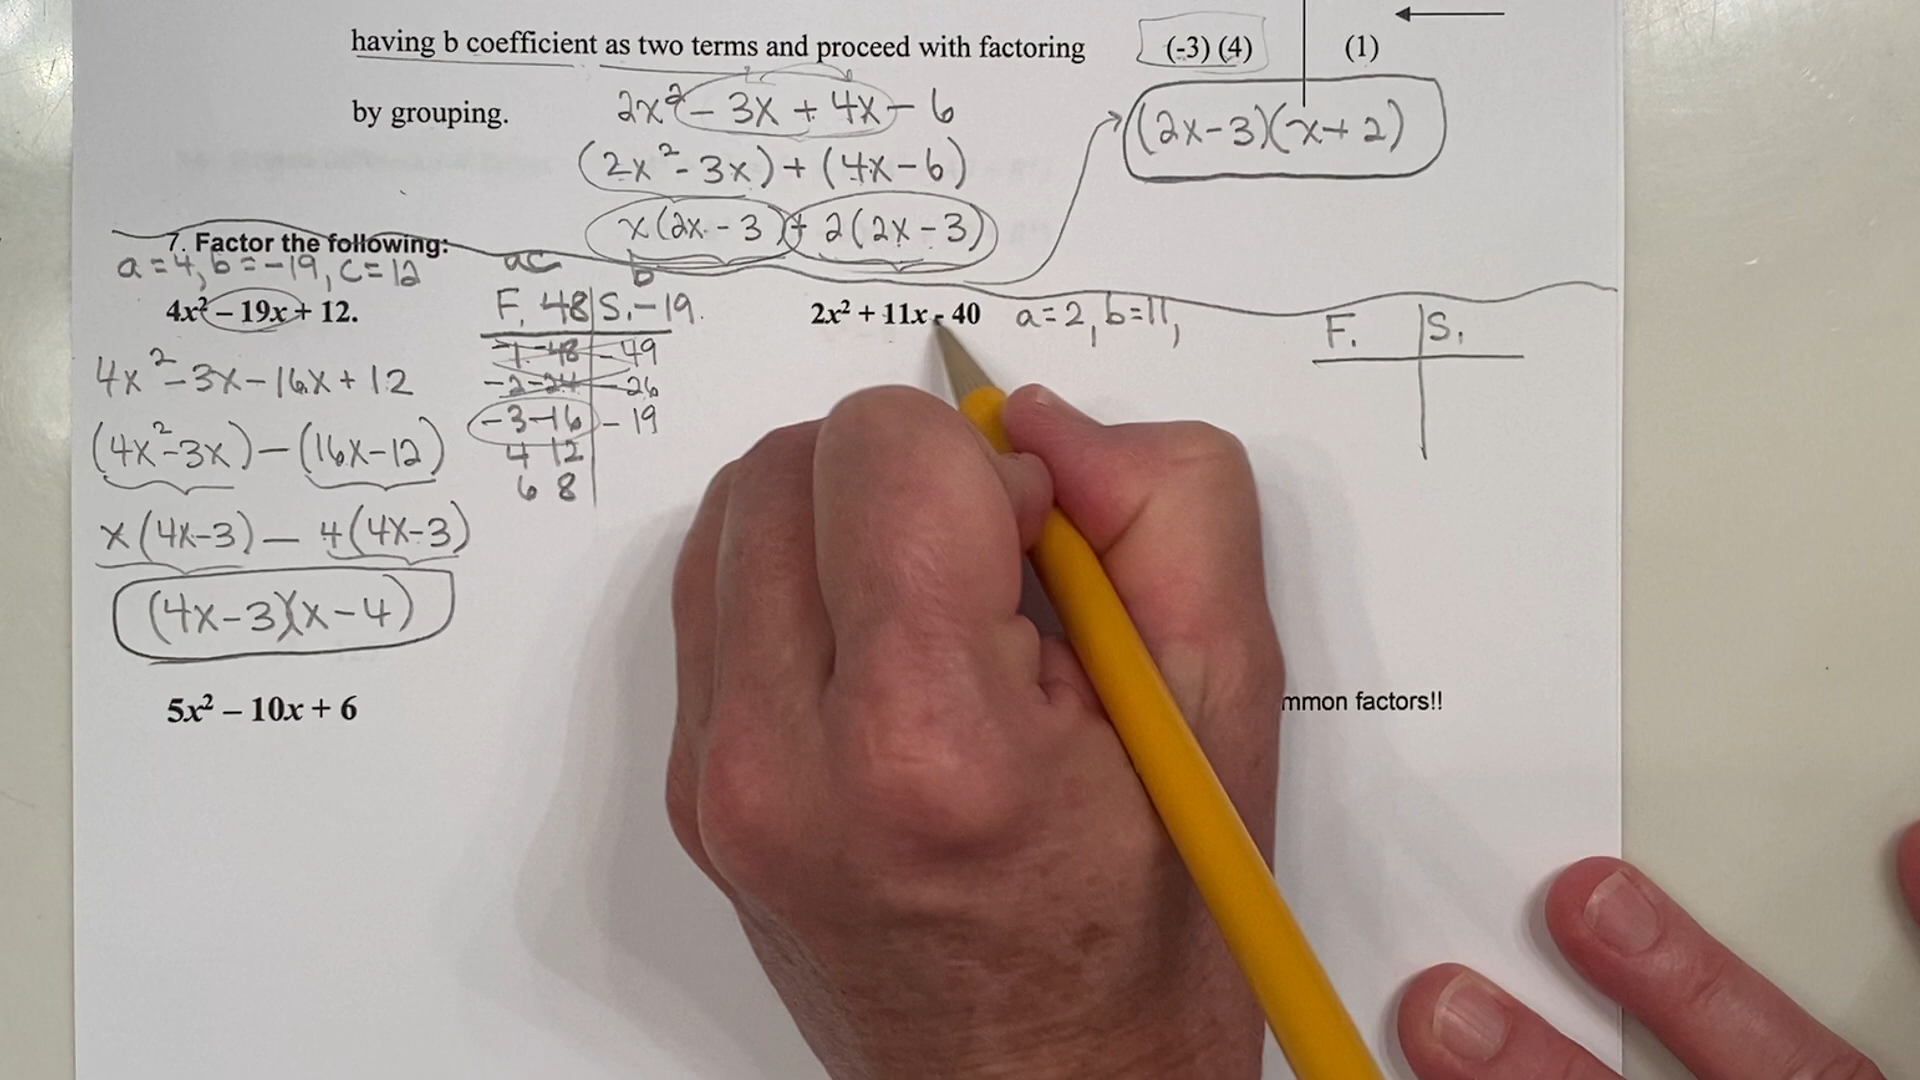 having b coefficient as two terms and proceed with factoring
(-3) (4) (1)
by grouping.
2x² - 3x + 4x - 6
(2x² - 3x) + (4x - 6)
x(2x - 3) + 2(2x - 3)
(2x - 3)(x + 2)
7. Factor the following:
a = 4, b = -19, c = 12
4x² – 19x + 12.
4x² - 3x - 16x + 12
(4x² - 3x) - (16x - 12)
x(4x - 3) - 4(4x - 3)
(4x - 3)(x - 4)
ac b
F. 48 S. -19.
-1 -48 -49
-2 -24 -26
-3 -16 -19
4 12
6 8
2x² + 11x - 40 a = 2, b = 11,
F. S.
5x² – 10x + 6
mmon factors!!